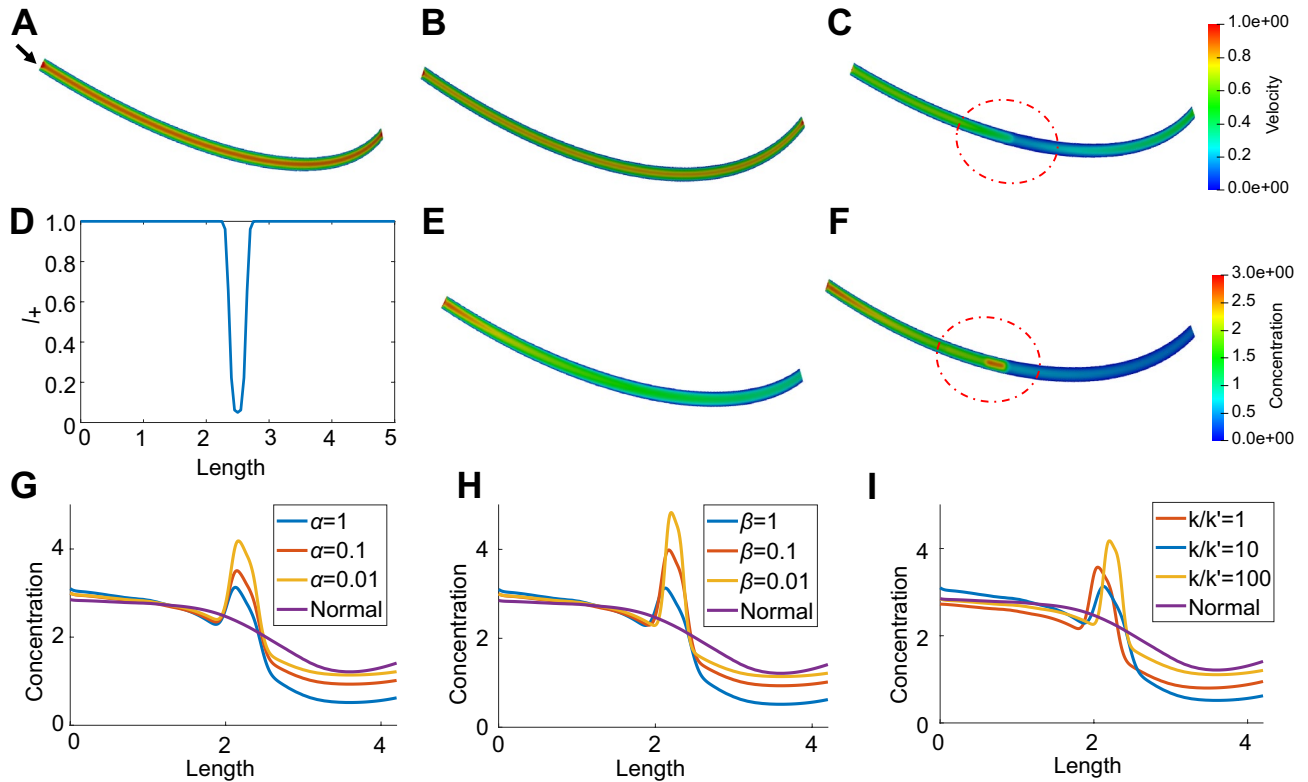 A
B
C
1.0e+00
0.8
0.6
0.4
0.2
0.0e+00
Velocity
D
1.0
0.8
0.6
0.4
0.2
0
l+
0 1 2 3 4 5
Length
E
F
3.0e+00
2.5
2
1.5
1
0.5
0.0e+00
Concentration
G
4
2
0
Concentration
α=1
α=0.1
α=0.01
Normal
0 2 4
Length
H
4
2
0
Concentration
β=1
β=0.1
β=0.01
Normal
0 2 4
Length
I
4
2
0
Concentration
k/k'=1
k/k'=10
k/k'=100
Normal
0 2 4
Length